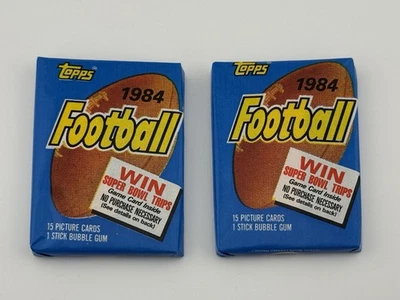 Topps
1984
Football
WIN
SUPER BOWL TRIPS
Game Card Inside
NO PURCHASE NECESSARY
(See details on back)
15 PICTURE CARDS
1 STICK BUBBLE GUM
Topps
1984
Football
WIN
SUPER BOWL TRIPS
Game Card Inside
NO PURCHASE NECESSARY
(See details on back)
15 PICTURE CARDS
1 STICK BUBBLE GUM